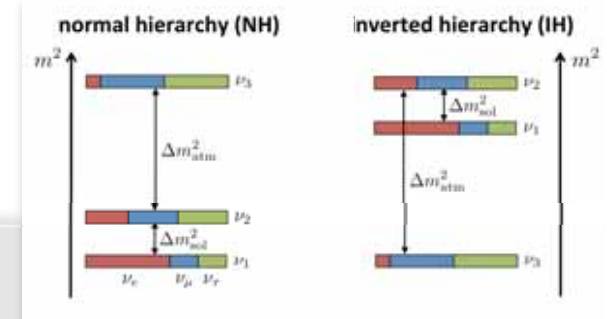 normal hierarchy (NH)
m²
ν₃
Δm²atm
ν₂
Δm²sol
ν₁
νe νμ ντ
nverted hierarchy (IH)
m²
ν₂
Δm²sol
ν₁
Δm²atm
ν₃